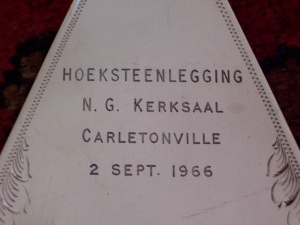 HOEKSTEENLEGGING
N. G. KERKSAAL
CARLETONVILLE
2 SEPT. 1966